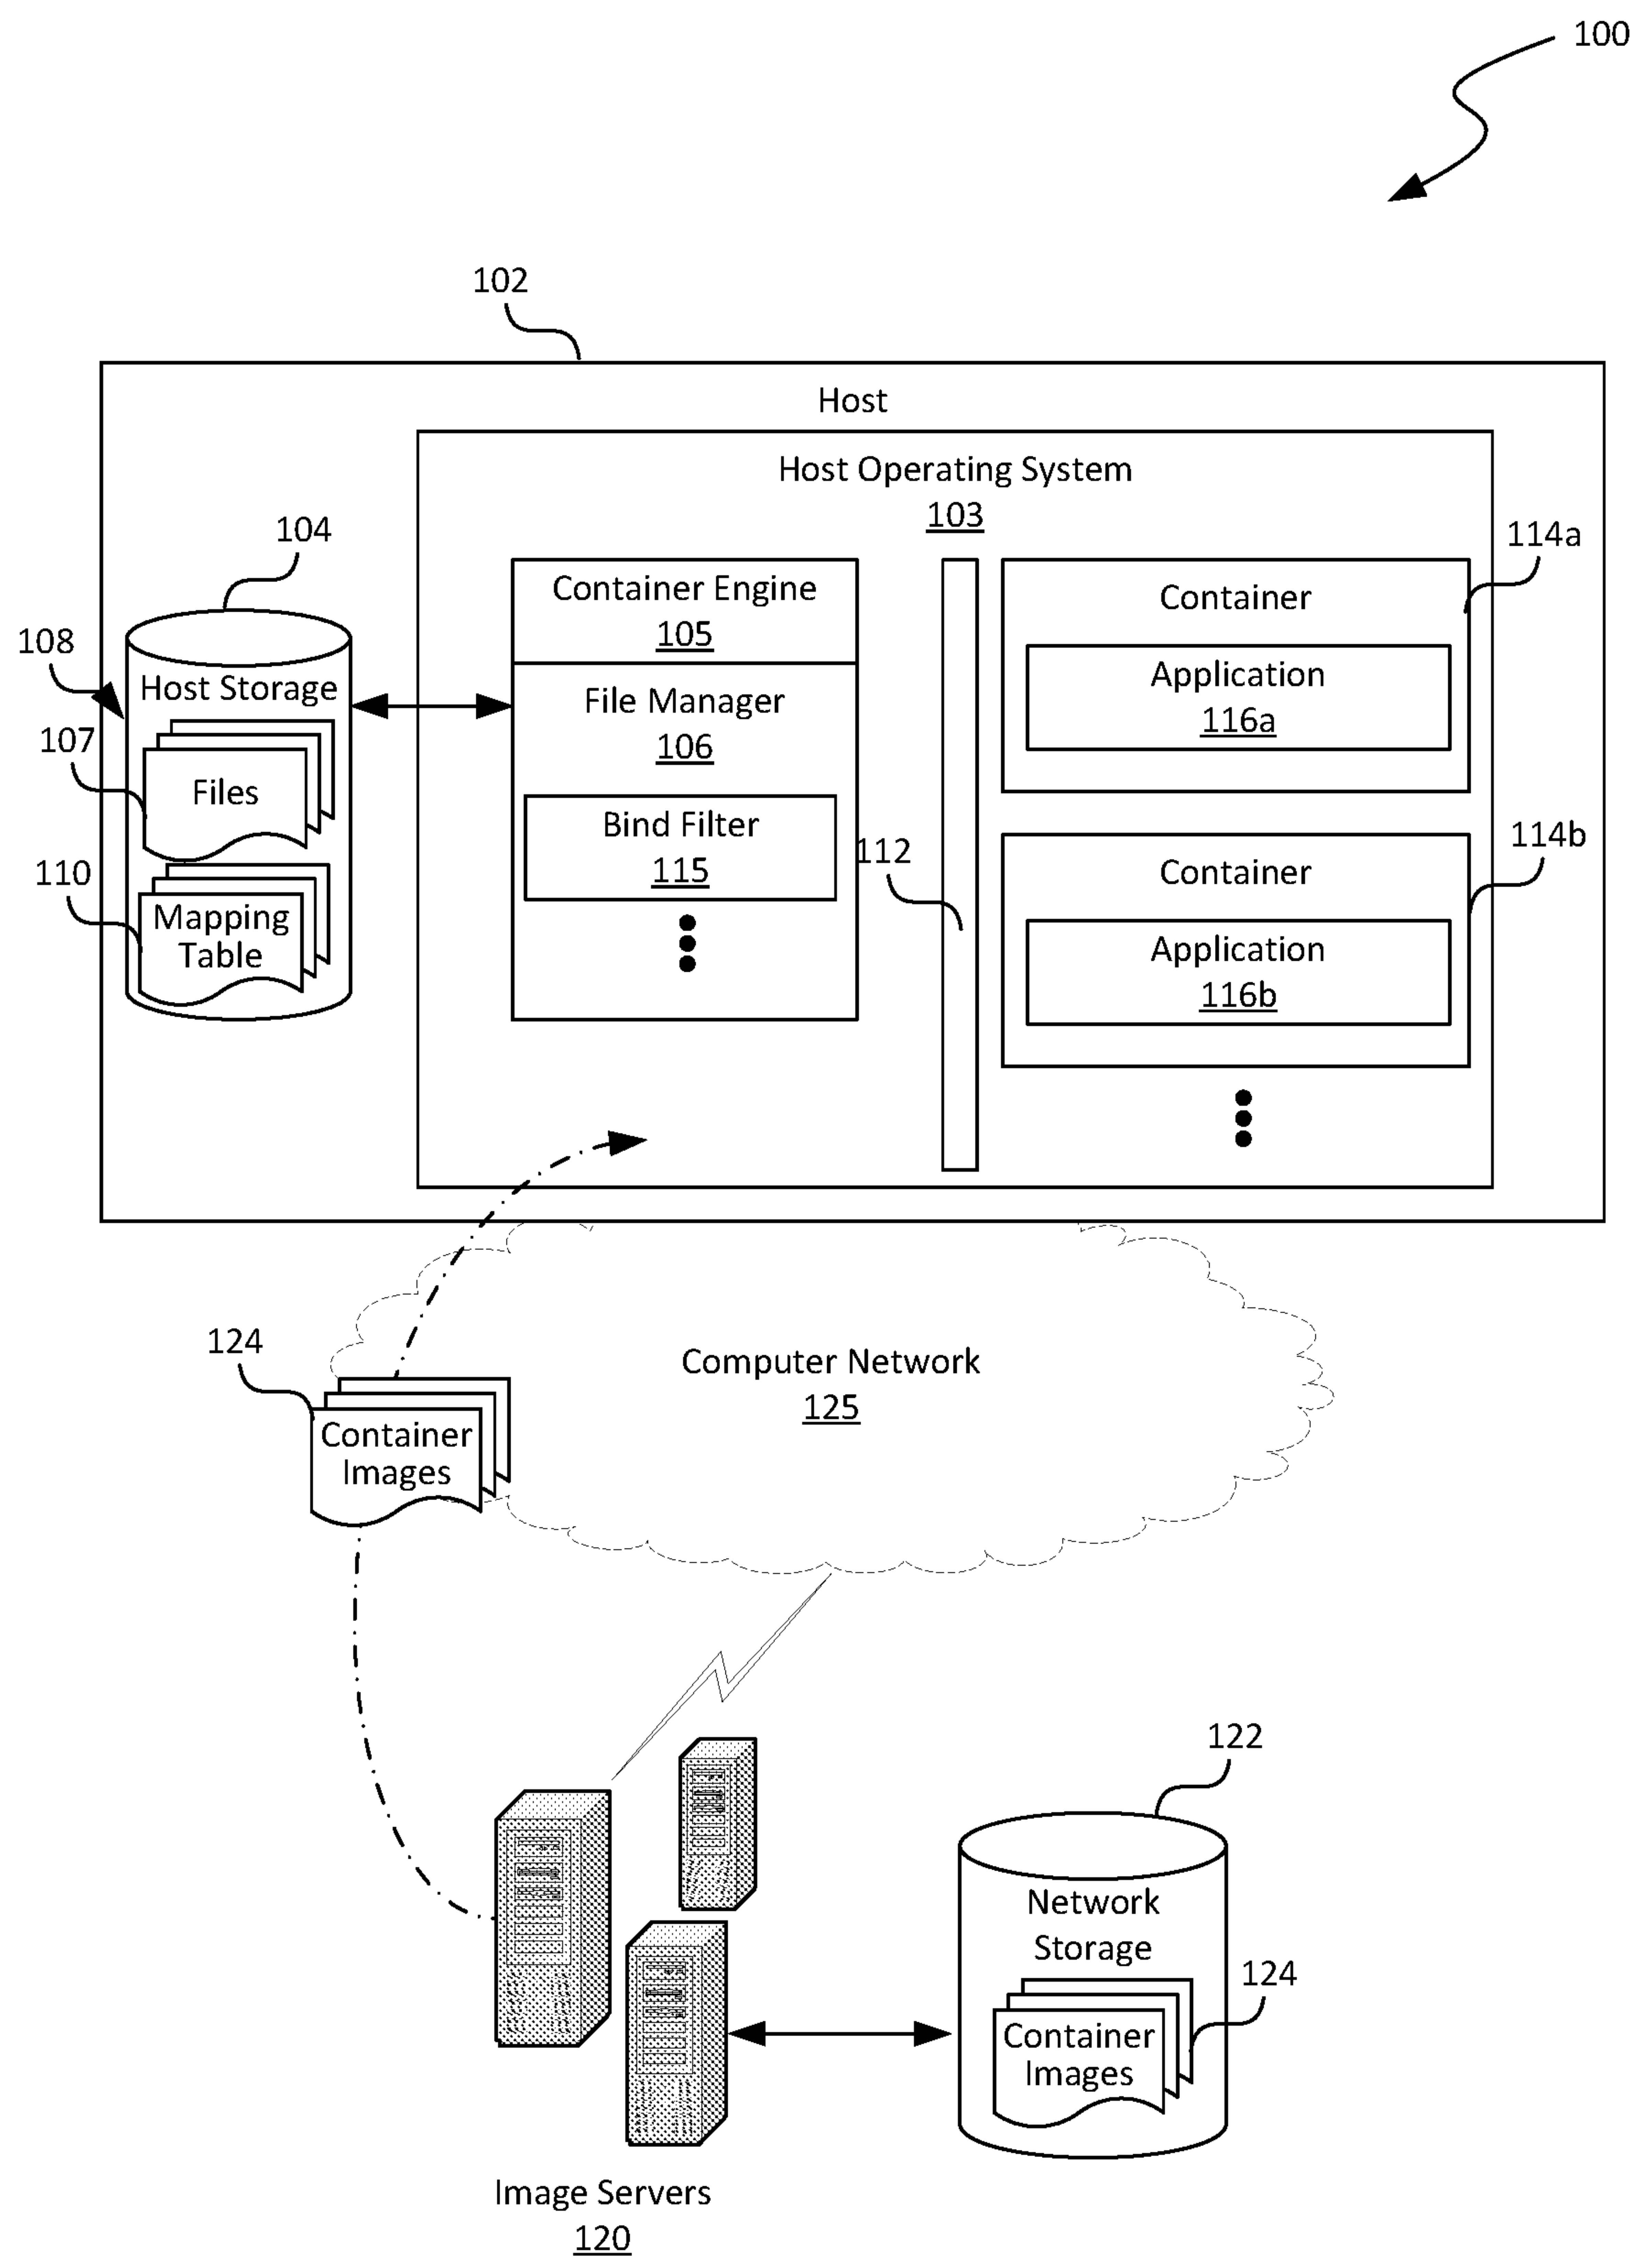 100
102
Host
Host Operating System
103
104
108
Host Storage
107
Files
110
Mapping
Table
Container Engine
105
File Manager
106
Bind Filter
115
112
114a
Container
Application
116a
114b
Container
Application
116b
124
Container
Images
Computer Network
125
122
Network
Storage
124
Container
Images
Image Servers
120